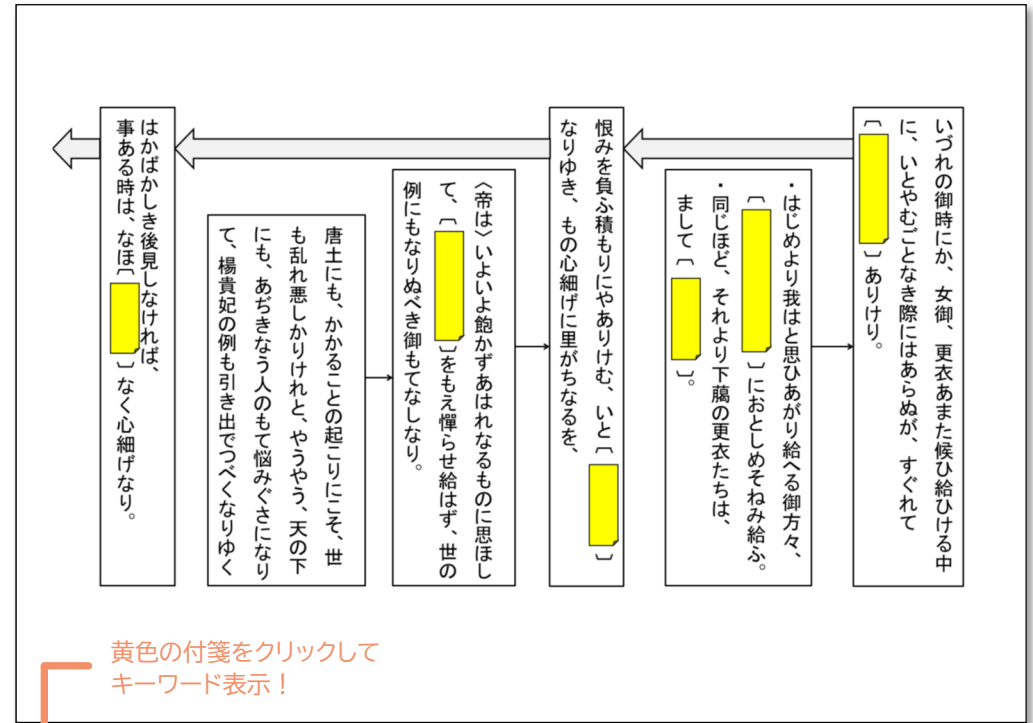 いづれの御時にか、女御、更衣あまた候ひ給ひける中
に、いとやむごとなき際にはあらぬが、すぐれて
〔 〕ありけり。
・はじめより我はと思ひあがり給へる御方々、
〔 〕におとしめそねみ給ふ。
・同じほど、それより下﨟の更衣たちは、
まして〔 〕。
恨みを負ふ積もりにやありけむ、いと〔 〕
なりゆき、もの心細げに里がちなるを、
〈帝は〉いよいよ飽かずあはれなるものに思ほし
て、〔 〕をもえ憚らせ給はず、世の
例にもなりぬべき御もてなしなり。
唐土にも、かかることの起こりにこそ、世
も乱れ悪しかりけれと、やうやう、天の下
にも、あぢきなう人のもて悩みぐさになり
て、楊貴妃の例も引き出でつべくなりゆく
はかばかしき後見しなければ、
事ある時は、なほ〔 〕なく心細げなり。
黄色の付箋をクリックして
キーワード表示！